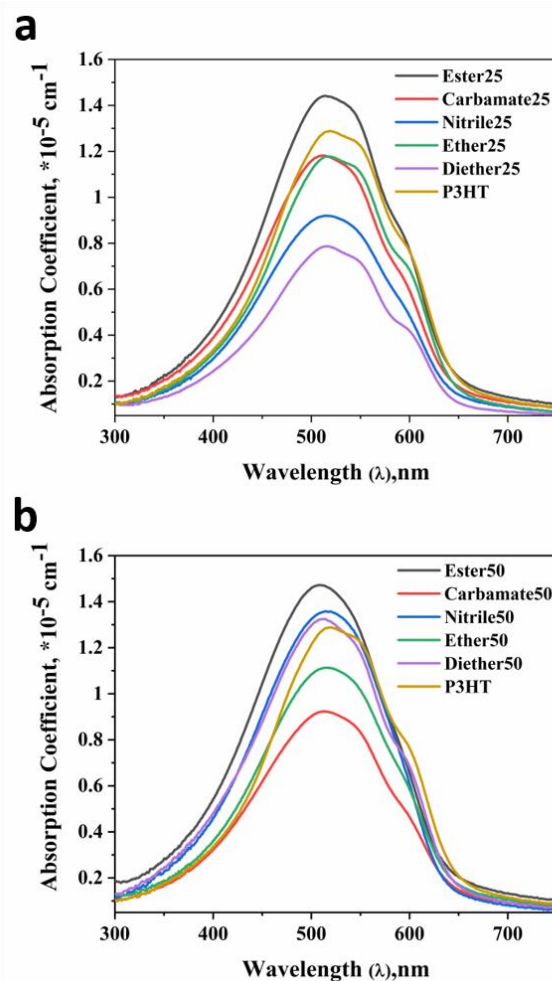 a
Absorption Coefficient, *10⁻⁵ cm⁻¹
1.6
1.4
1.2
1
0.8
0.6
0.4
0.2
Ester25
Carbamate25
Nitrile25
Ether25
Diether25
P3HT
300 400 500 600 700
Wavelength (λ),nm
b
Absorption Coefficient, *10⁻⁵ cm⁻¹
1.6
1.4
1.2
1
0.8
0.6
0.4
0.2
Ester50
Carbamate50
Nitrile50
Ether50
Diether50
P3HT
300 400 500 600 700
Wavelength (λ),nm